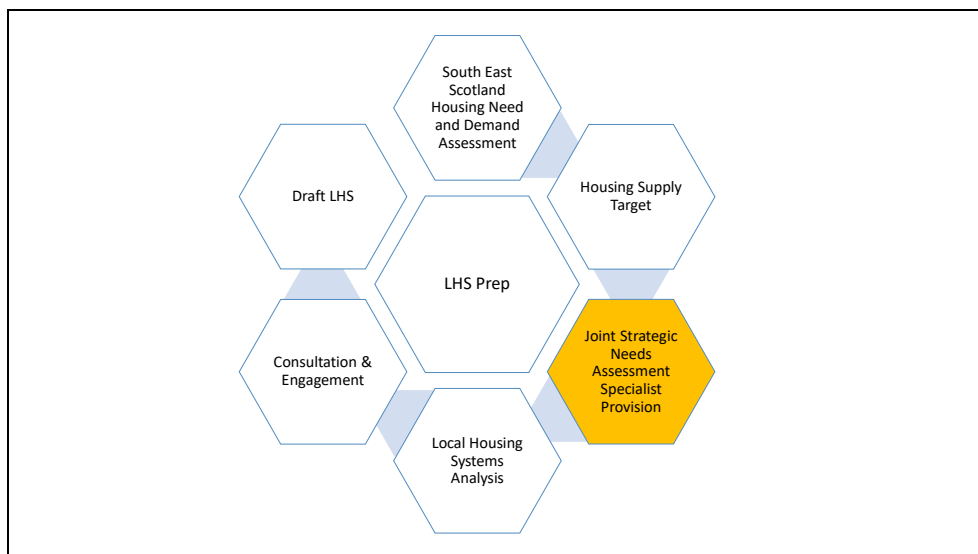 South East
Scotland
Housing Need
and Demand
Assessment
Housing Supply
Target
Joint Strategic
Needs
Assessment
Specialist
Provision
Local Housing
Systems
Analysis
Consultation &
Engagement
Draft LHS
LHS Prep